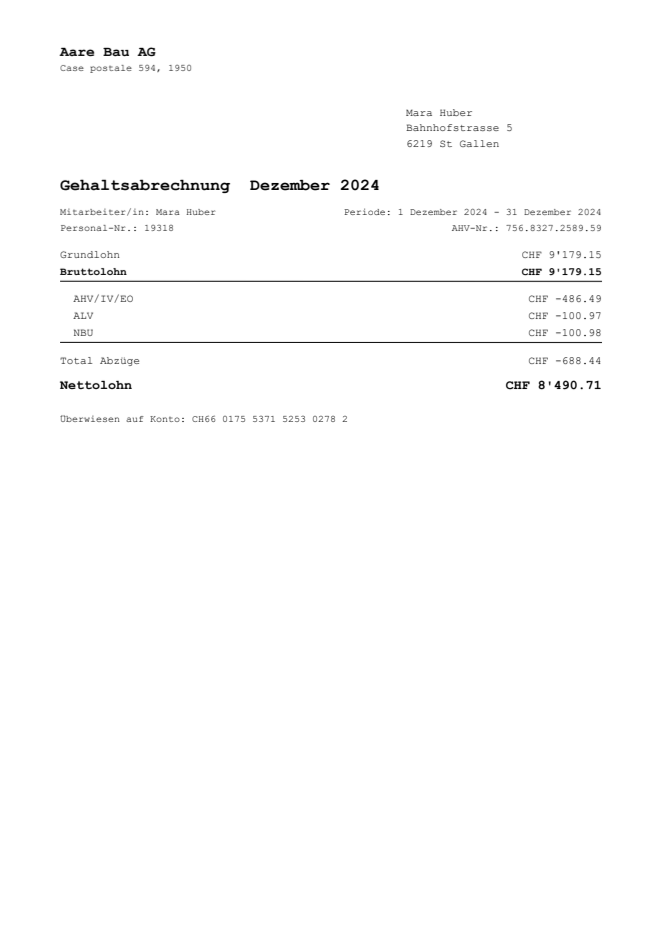 Aare Bau AG
Case postale 594, 1950
Mara Huber
Bahnhofstrasse 5
6219 St Gallen
Gehaltsabrechnung Dezember 2024
Mitarbeiter/in: Mara Huber Periode: 1 Dezember 2024 - 31 Dezember 2024
Personal-Nr.: 19318 AHV-Nr.: 756.8327.2589.59
Grundlohn CHF 9'179.15
Bruttolohn CHF 9'179.15
AHV/IV/EO CHF -486.49
ALV CHF -100.97
NBU CHF -100.98
Total Abzüge CHF -688.44
Nettolohn CHF 8'490.71
Überwiesen auf Konto: CH66 0175 5371 5253 0278 2